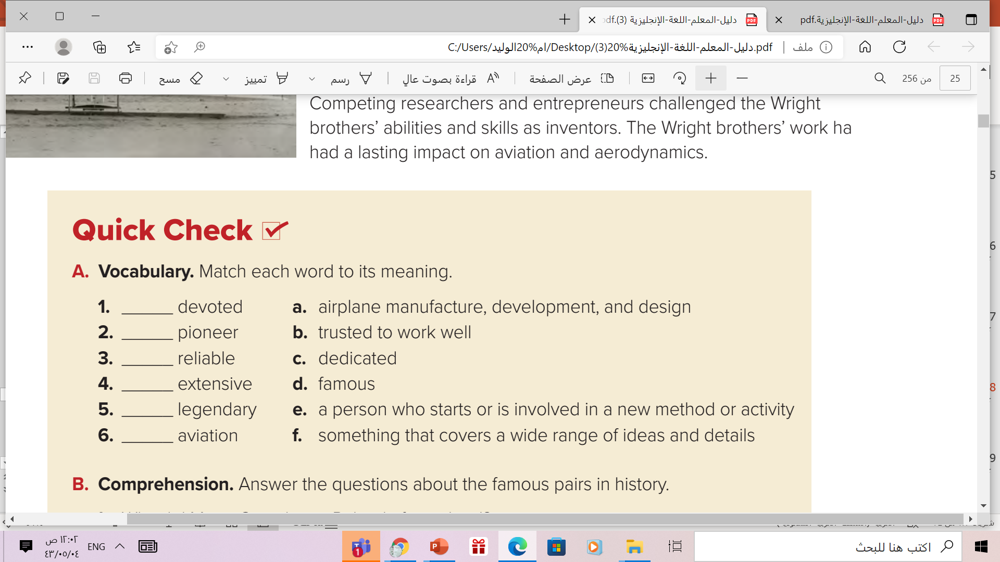 دليل-المعلم-اللغة-الإنجليزية (3).pdf
دليل-المعلم-اللغة-الإنجليزية.pdf
C:/Users/ام%20الوليد/Desktop/دليل-المعلم-اللغة-الإنجليزية%20(3).pdf
ملف
مسح
تمييز
رسم
قراءة بصوت عالٍ
عرض الصفحة
من 256
25
Competing researchers and entrepreneurs challenged the Wright
brothers’ abilities and skills as inventors. The Wright brothers’ work ha
had a lasting impact on aviation and aerodynamics.
Quick Check
A. Vocabulary. Match each word to its meaning.
1. ______ devoted a. airplane manufacture, development, and design
2. ______ pioneer b. trusted to work well
3. ______ reliable c. dedicated
4. ______ extensive d. famous
5. ______ legendary e. a person who starts or is involved in a new method or activity
6. ______ aviation f. something that covers a wide range of ideas and details
B. Comprehension. Answer the questions about the famous pairs in history.
5
6
7
8
9
١٢:٠٢ ص
٤٣/٠٥/٠٤
ENG
1
اكتب هنا للبحث